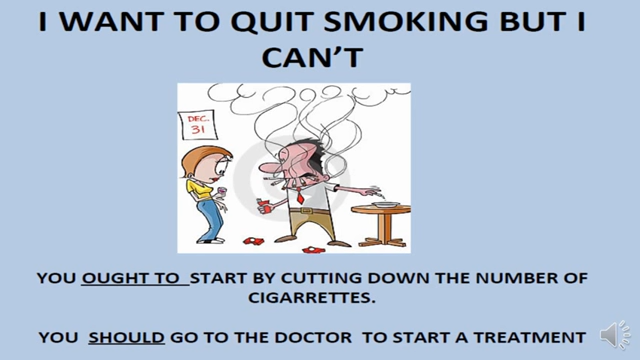 I WANT TO QUIT SMOKING BUT I
CAN'T
DEC.
31
YOU OUGHT TO START BY CUTTING DOWN THE NUMBER OF
CIGARRETTES.
YOU SHOULD GO TO THE DOCTOR TO START A TREATMENT